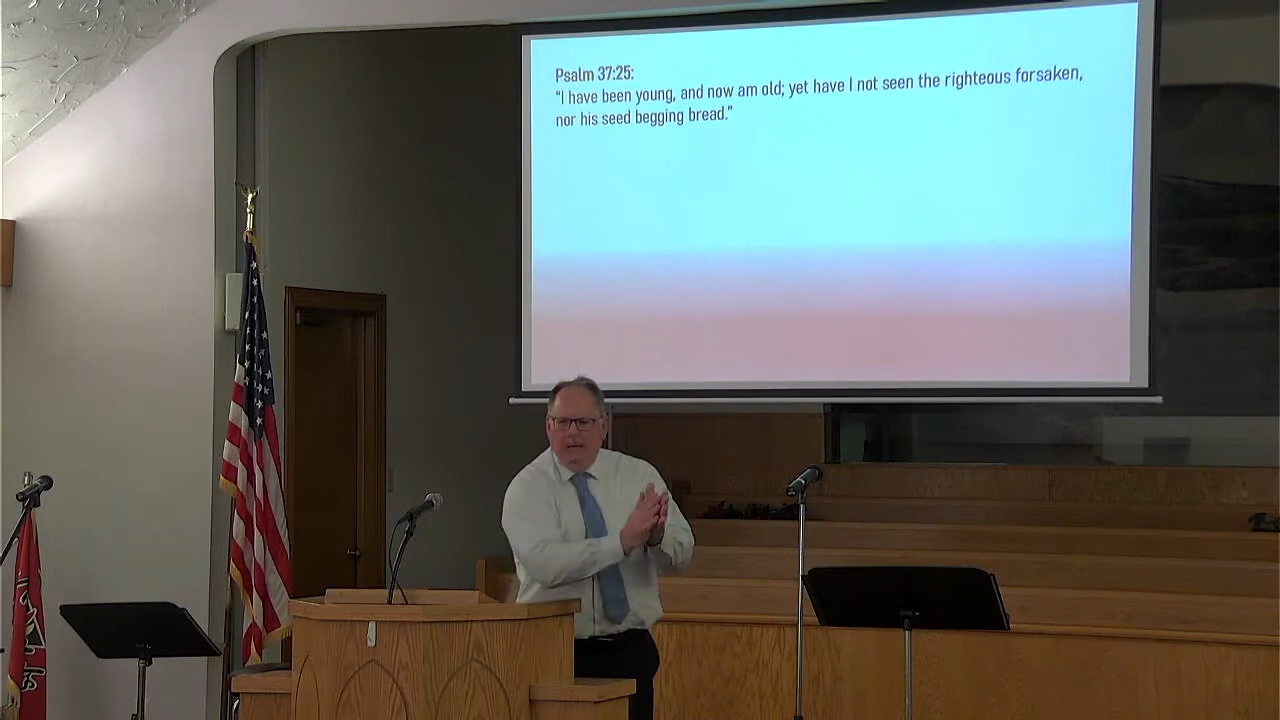 Psalm 37:25:
“I have been young, and now am old; yet have I not seen the righteous forsaken,
nor his seed begging bread.”